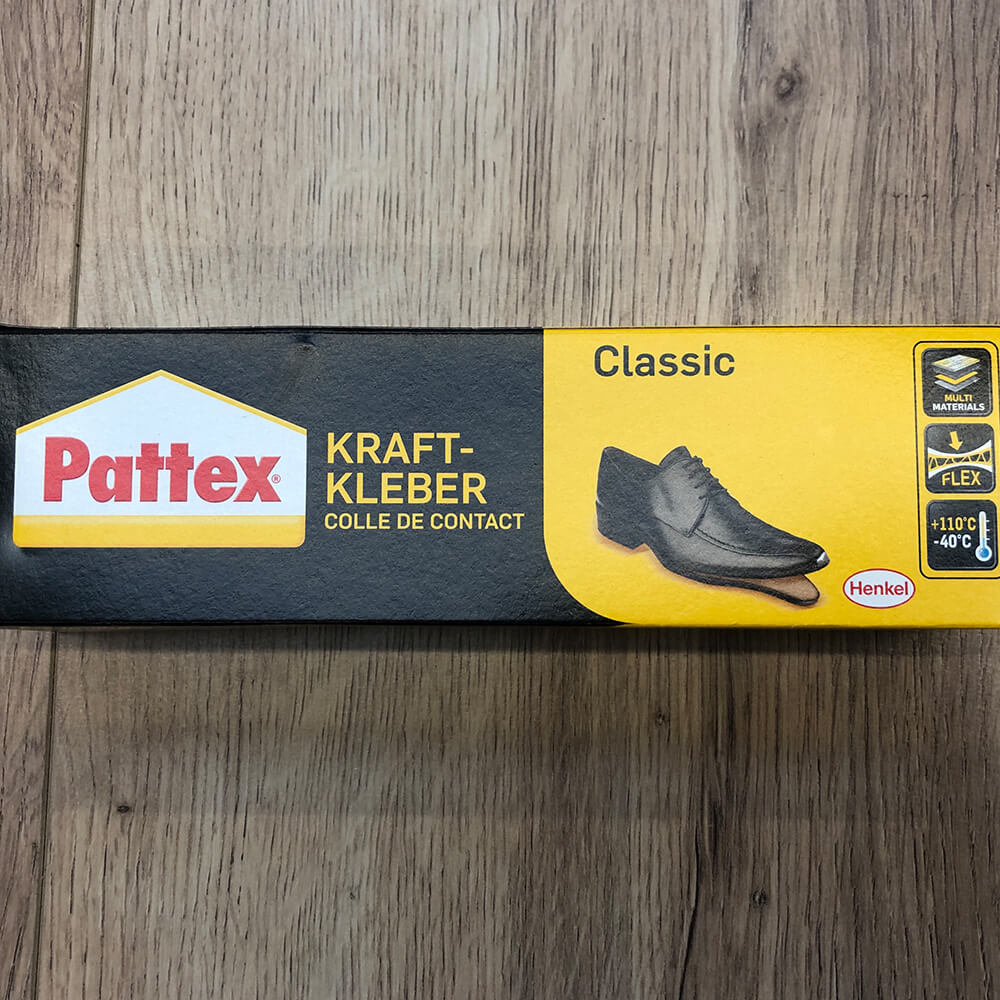 Pattex®
KRAFT-
KLEBER
COLLE DE CONTACT
Classic
MULTI
MATERIALS
FLEX
+110°C
-40°C
Henkel